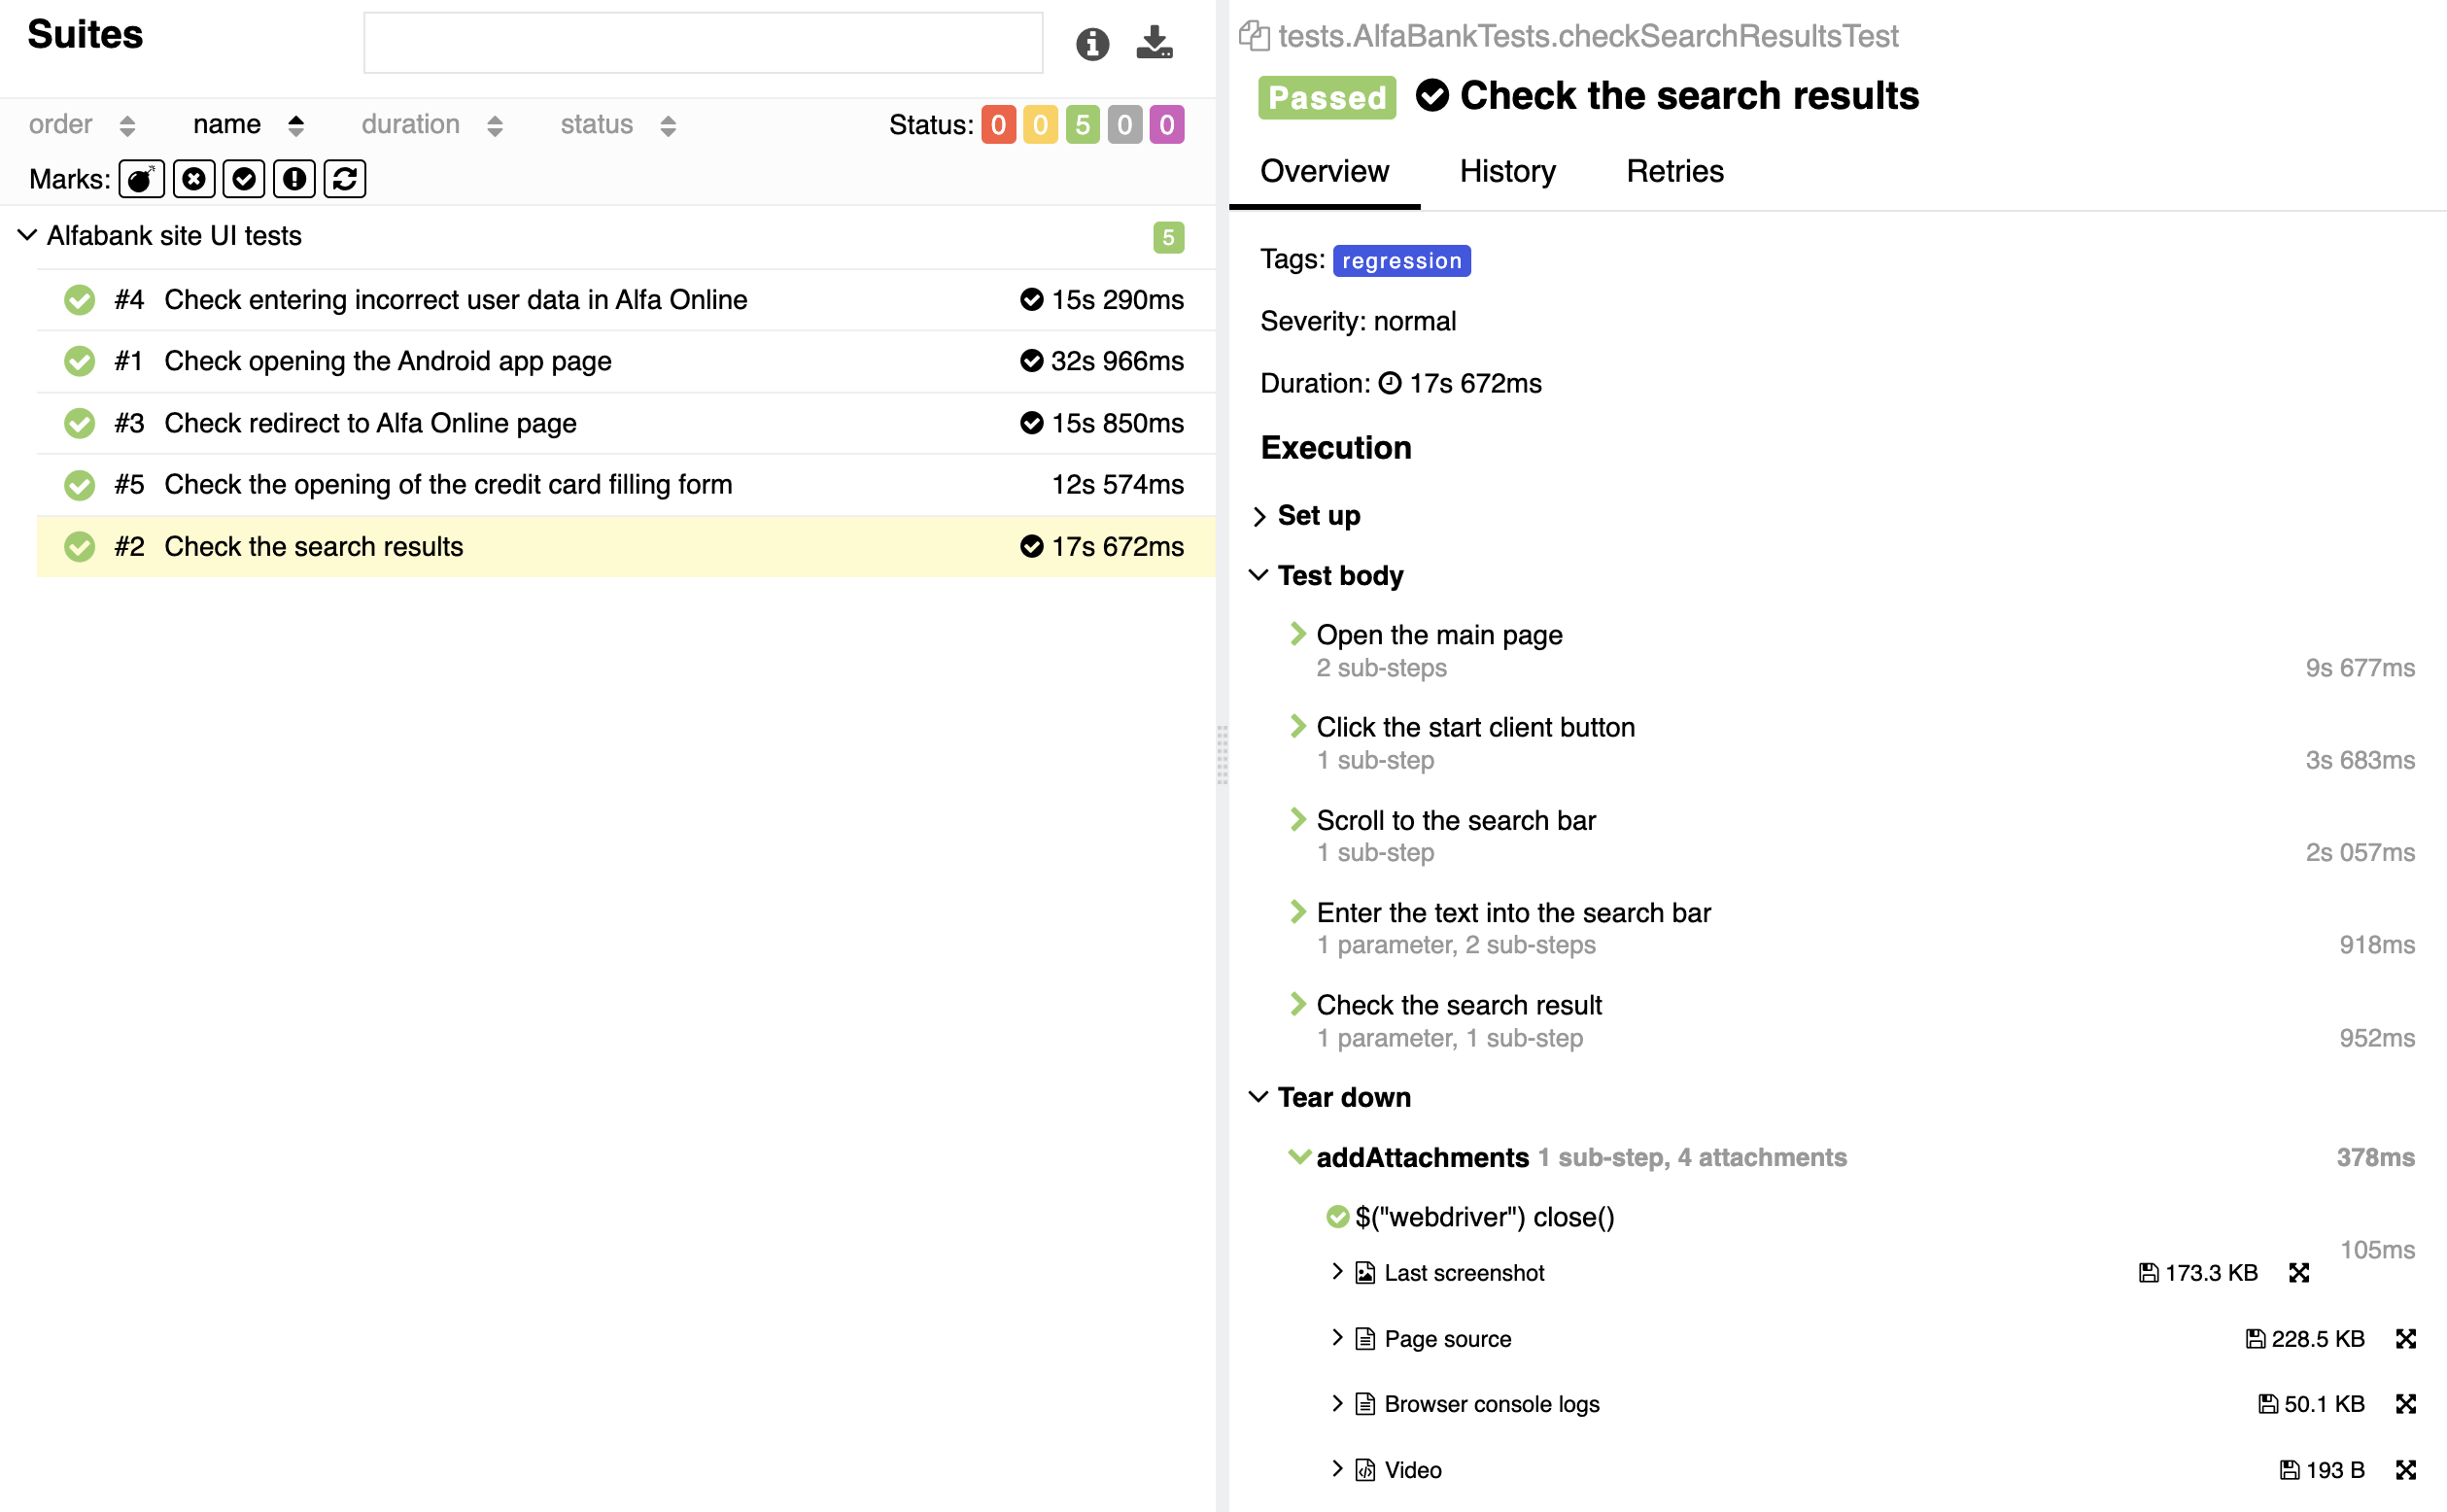 Suites
order name duration status Status: 0 0 5 0 0
Marks:
Alfabank site UI tests 5
#4 Check entering incorrect user data in Alfa Online 15s 290ms
#1 Check opening the Android app page 32s 966ms
#3 Check redirect to Alfa Online page 15s 850ms
#5 Check the opening of the credit card filling form 12s 574ms
#2 Check the search results 17s 672ms
tests.AlfaBankTests.checkSearchResultsTest
Passed Check the search results
Overview History Retries
Tags: regression
Severity: normal
Duration: 17s 672ms
Execution
Set up
Test body
Open the main page
2 sub-steps 9s 677ms
Click the start client button
1 sub-step 3s 683ms
Scroll to the search bar
1 sub-step 2s 057ms
Enter the text into the search bar
1 parameter, 2 sub-steps 918ms
Check the search result
1 parameter, 1 sub-step 952ms
Tear down
addAttachments 1 sub-step, 4 attachments 378ms
$("webdriver") close()
105ms
Last screenshot 173.3 KB
Page source 228.5 KB
Browser console logs 50.1 KB
Video 193 B